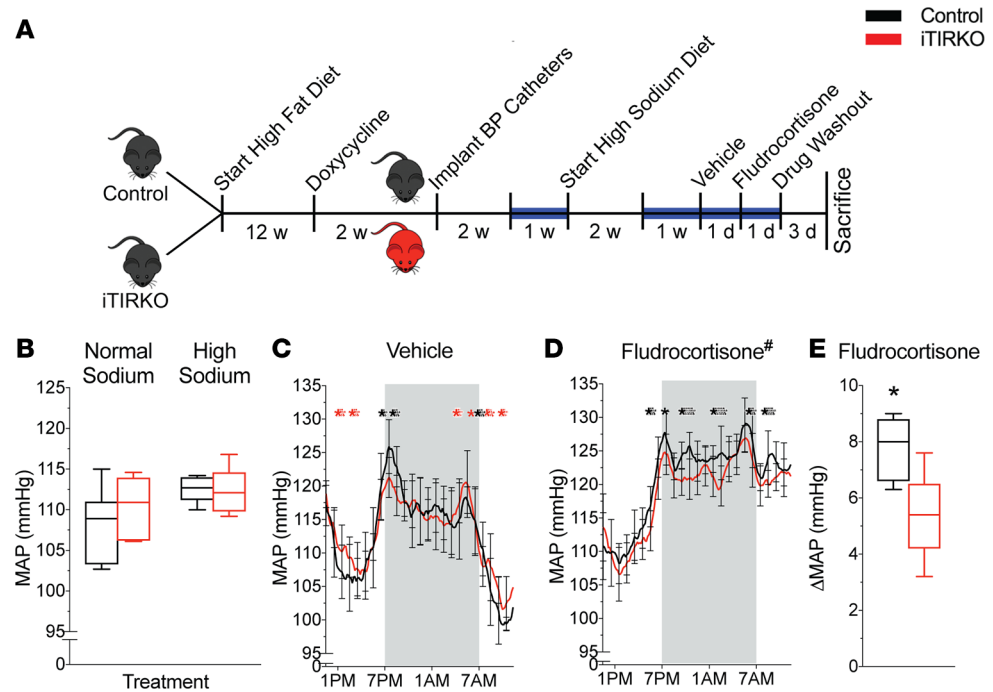 A
Control
iTIRKO
Control
iTIRKO
Start High Fat Diet
Doxycycline
Implant BP Catheters
Start High Sodium Diet
Vehicle
Fludrocortisone
Drug Washout
Sacrifice
12 w
2 w
2 w
1 w
2 w
1 w
1 d
1 d
3 d
B
Normal
Sodium
High
Sodium
MAP (mmHg)
125
120
115
110
105
100
95
0
Treatment
C
Vehicle
MAP (mmHg)
135
130
125
120
115
110
105
100
95
0
* * * * * * * * *
1PM
7PM
1AM
7AM
D
Fludrocortisone#
MAP (mmHg)
135
130
125
120
115
110
105
100
95
0
* * * * * *
1PM
7PM
1AM
7AM
E
Fludrocortisone
ΔMAP (mmHg)
10
8
6
4
2
0
*